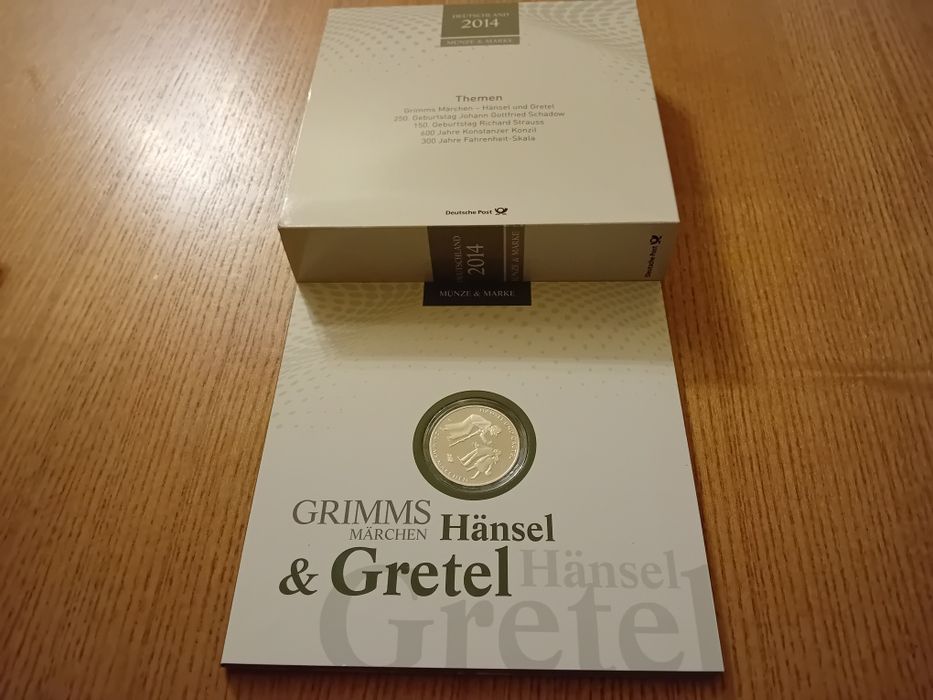 DEUTSCHLAND
2014
MÜNZE & MARKE
Themen
Grimms Märchen – Hänsel und Gretel
250. Geburtstag Johann Gottfried Schadow
150. Geburtstag Richard Strauss
600 Jahre Konstanzer Konzil
300 Jahre Fahrenheit-Skala
Deutsche Post
DEUTSCHLAND
2014
MÜNZE & MARKE
Deutsche Post
MÜNZE & MARKE
GRIMMS
MÄRCHEN
Hänsel
& Gretel
Hänsel
Gretel